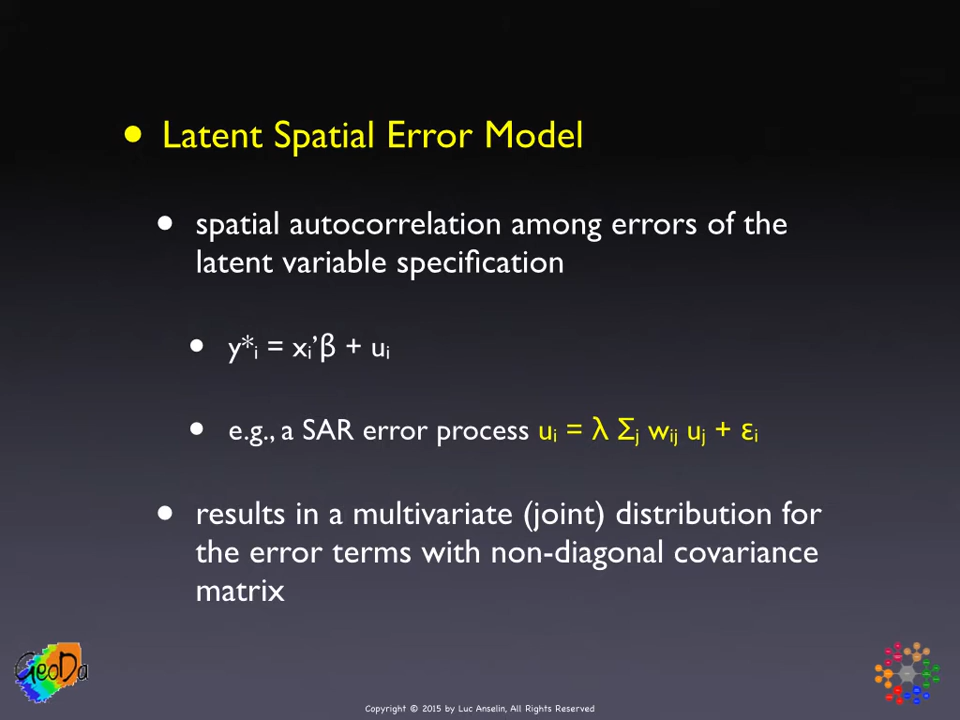 • Latent Spatial Error Model
• spatial autocorrelation among errors of the
latent variable specification
• y*ᵢ = xᵢ’β + uᵢ
• e.g., a SAR error process uᵢ = λ Σⱼ wᵢⱼ uⱼ + εᵢ
• results in a multivariate (joint) distribution for
the error terms with non-diagonal covariance
matrix
GeoDa
Copyright © 2015 by Luc Anselin, All Rights Reserved